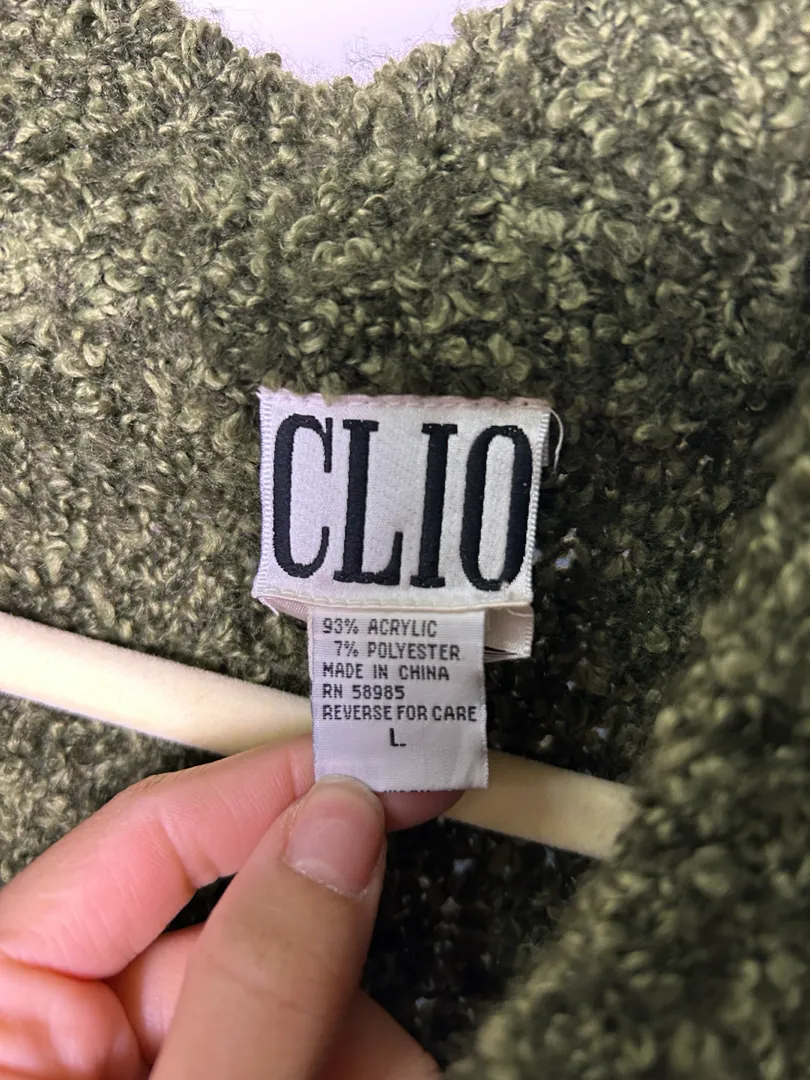 CLIO
93% ACRYLIC
7% POLYESTER
MADE IN CHINA
RN 58985
REVERSE FOR CARE
L